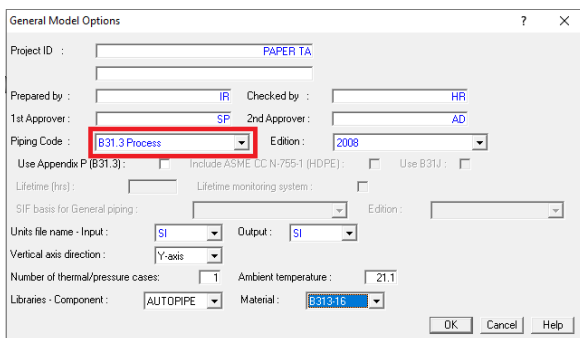 General Model Options ? X
Project ID : PAPER TA
Prepared by : IR Checked by : HR
1st Approver : SP 2nd Approver : AD
Piping Code : B31.3 Process Edition : 2008
Use Appendix P (B31.3) : Include ASME CC N-755-1 (HDPE) : Use B31J :
Lifetime (hrs) : Lifetime monitoring system :
SIF basis for General piping : Edition :
Units file name - Input : SI Output : SI
Vertical axis direction : Y-axis
Number of thermal/pressure cases: 1 Ambient temperature : 21.1
Libraries - Component : AUTOPIPE Material : B313-16
OK Cancel Help